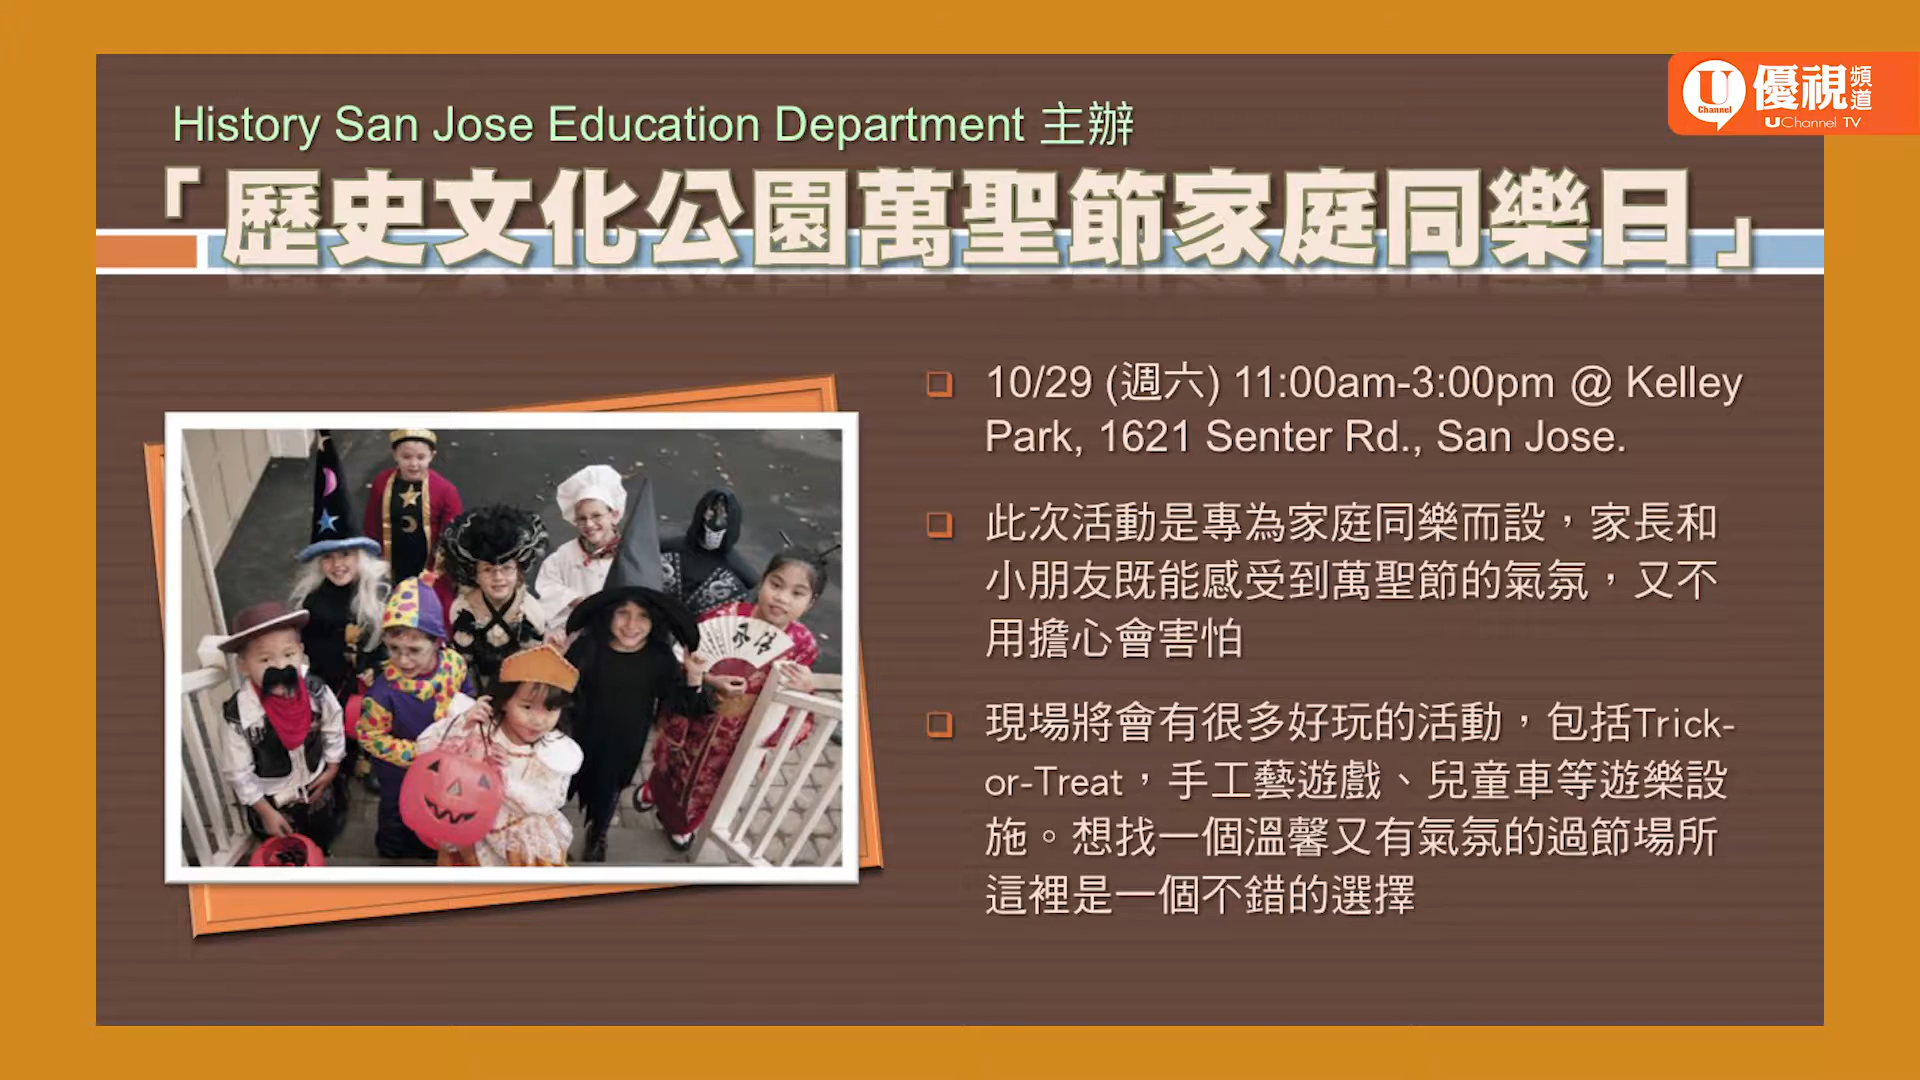 U Channel 優視頻道
UChannel TV
History San Jose Education Department 主辦
「歷史文化公園萬聖節家庭同樂日」
10/29 (週六) 11:00am-3:00pm @ Kelley
Park, 1621 Senter Rd., San Jose.
此次活動是專為家庭同樂而設，家長和
小朋友既能感受到萬聖節的氣氛，又不
用擔心會害怕
現場將會有很多好玩的活動，包括Trick-
or-Treat，手工藝遊戲、兒童車等遊樂設
施。想找一個溫馨又有氣氛的過節場所
這裡是一個不錯的選擇